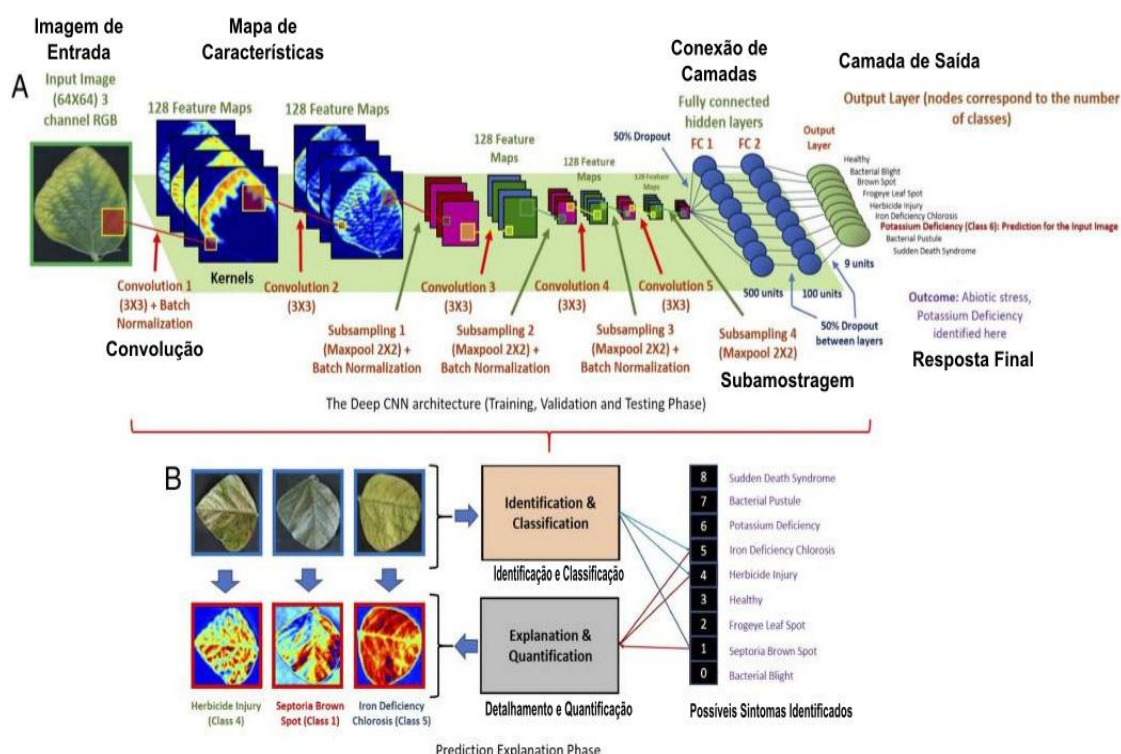 Imagem de
Entrada
Mapa de
Características
Conexão de
Camadas
Camada de Saída
A
Input Image
(64X64) 3
channel RGB
128 Feature Maps
128 Feature Maps
128 Feature
Maps
128 Feature
Maps
128 Feature
Maps
Fully connected
hidden layers
50% Dropout
FC 1
FC 2
Output
Layer
Output Layer (nodes correspond to the number
of classes)
Healthy
Bacterial Blight
Brown Spot
Frogeye Leaf Spot
Herbicide Injury
Iron Deficiency Chlorosis
Potassium Deficiency (Class 6): Prediction for the Input Image
Bacterial Pustule
Sudden Death Syndrome
9 units
500 units
100 units
50% Dropout
between layers
Outcome: Abiotic stress,
Potassium Deficiency
identified here
Resposta Final
Kernels
Convolution 1
(3X3) + Batch
Normalization
Convolução
Convolution 2
(3X3)
Convolution 3
(3X3)
Convolution 4
(3X3)
Convolution 5
(3X3)
Subsampling 1
(Maxpool 2X2) +
Batch Normalization
Subsampling 2
(Maxpool 2X2) +
Batch Normalization
Subsampling 3
(Maxpool 2X2) +
Batch Normalization
Subsampling 4
(Maxpool 2X2)
Subamostragem
The Deep CNN architecture (Training, Validation and Testing Phase)
B
Identification &
Classification
Identificação e Classificação
Explanation &
Quantification
Detalhamento e Quantificação
8 Sudden Death Syndrome
7 Bacterial Pustule
6 Potassium Deficiency
5 Iron Deficiency Chlorosis
4 Herbicide Injury
3 Healthy
2 Frogeye Leaf Spot
1 Septoria Brown Spot
0 Bacterial Blight
Possíveis Sintomas Identificados
Herbicide Injury
(Class 4)
Septoria Brown
Spot (Class 1)
Iron Deficiency
Chlorosis (Class 5)
Prediction Explanation Phase